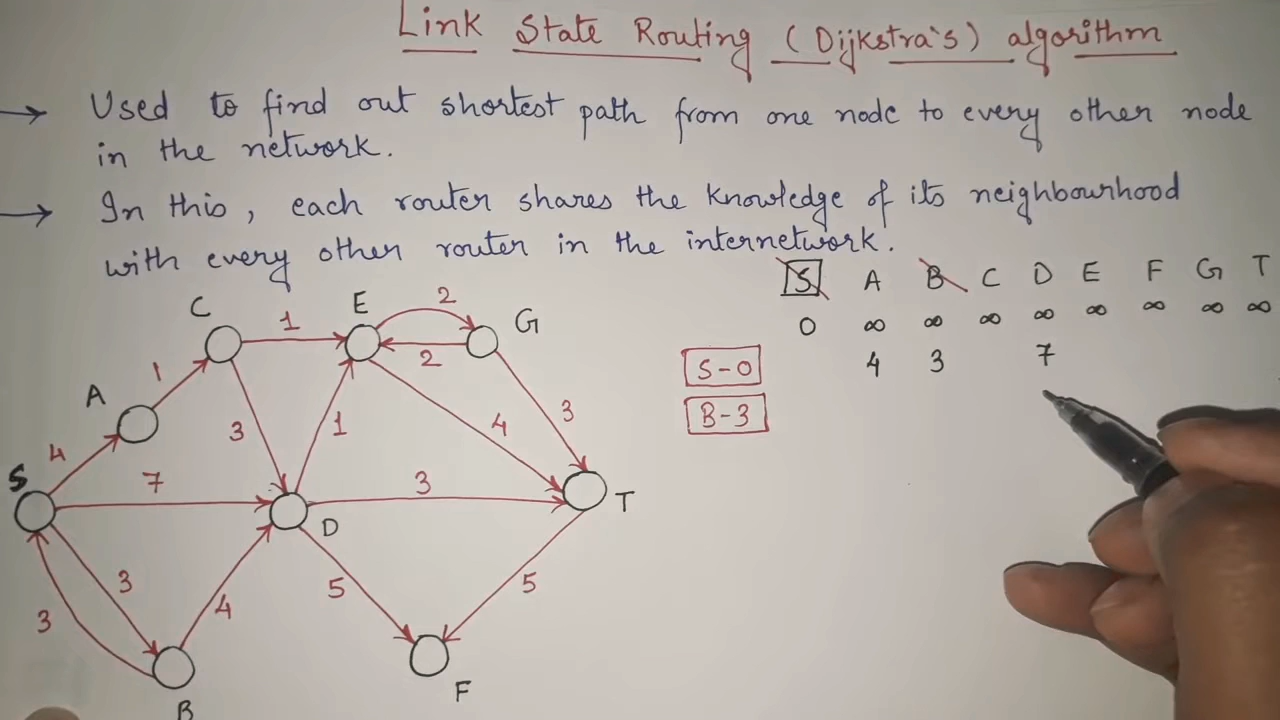 Link State Routing (Dijkstra's) algorithm
→ Used to find out shortest path from one node to every other node
in the network.
→ In this, each router shares the knowledge of its neighbourhood
with every other router in the internetwork.
S A B C D E F G T
0 ∞ ∞ ∞ ∞ ∞ ∞ ∞ ∞
4 3 7
S-0
B-3
C
E
2
G
1
2
A
1
3
1
4
3
4
S
7
3
T
D
3
5
5
3
4
B
F